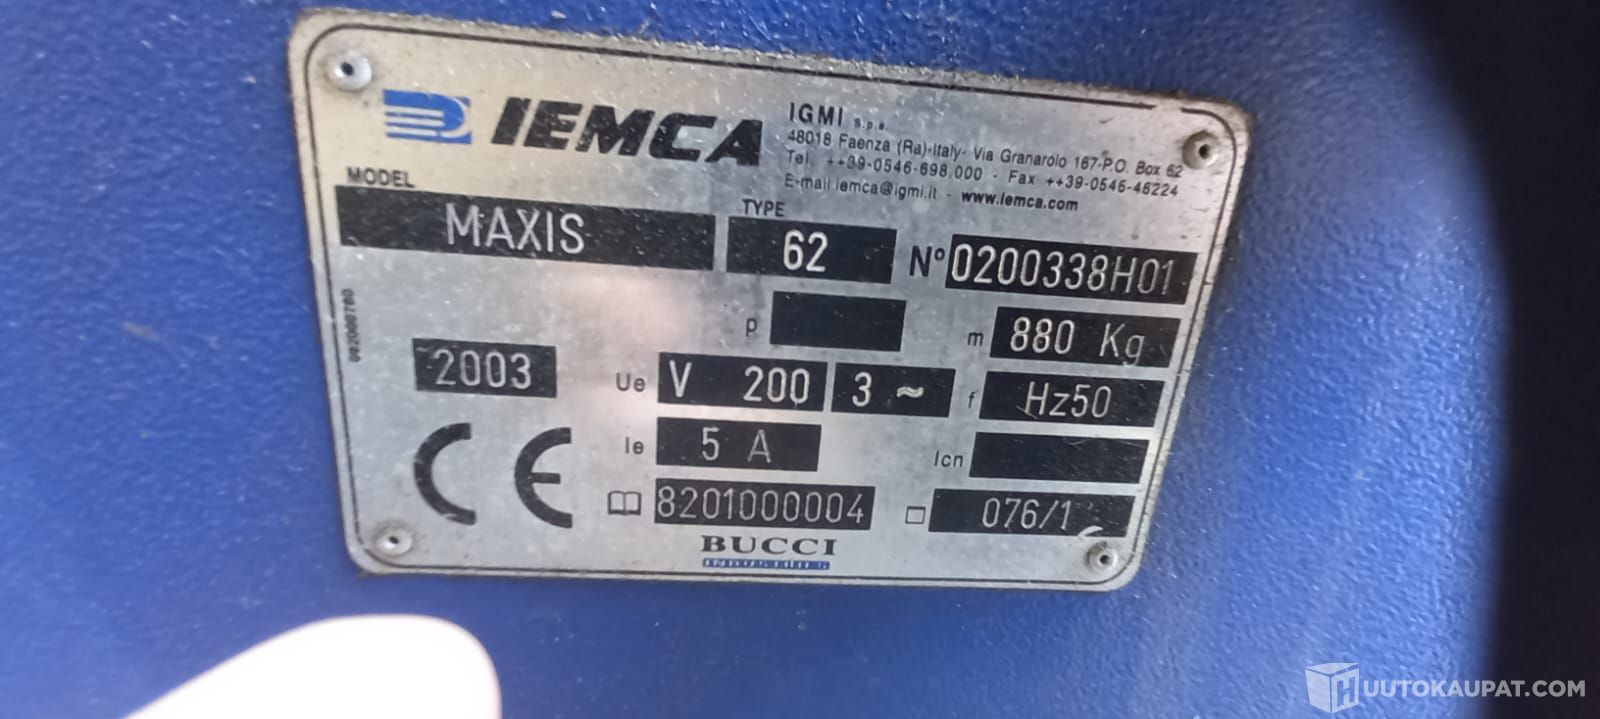 IEMCA
IGMI s.p.a.
48018 Faenza (Ra)-Italy- Via Granarolo 167-P.O. Box 62
Tel. ++39-0546-698.000 - Fax ++39-0546-46224
E-mail iemca@igmi.it - www.iemca.com
MODEL
MAXIS
TYPE
62
N° 0200338H01
p
m 880 Kg
2003
Ue V 200 3 ~
f Hz50
Ie 5 A
Icn
CE
8201000004
076/1
BUCCI
INDUSTRIES
HUUTOKAUPAT.COM